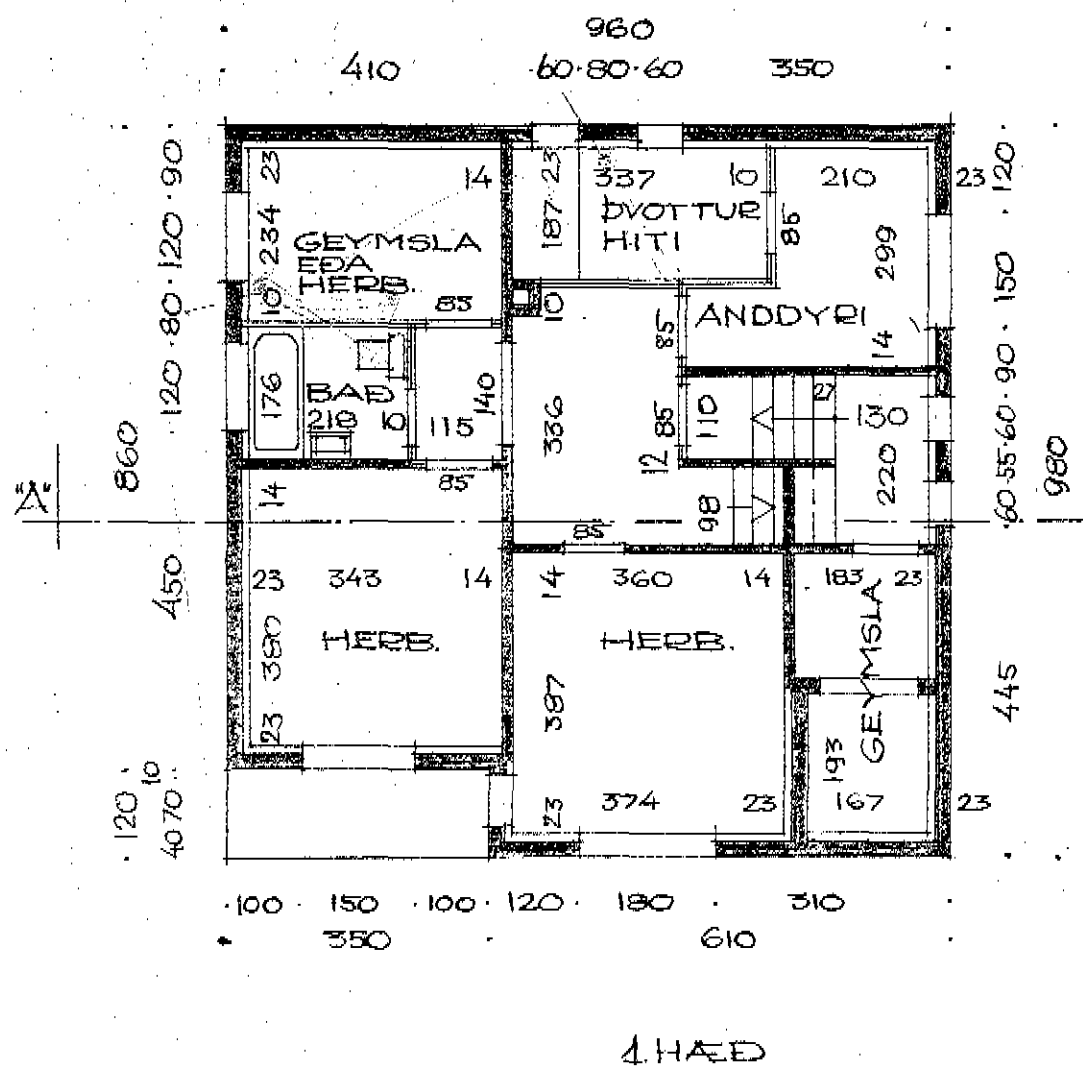 960
410 · 60 · 80 · 60 350
23 14 187 · 23 337 10 210 23
90 · 120 · 80 · 120
234 GEYMSLA
EÐA
HERB.
10 85
ÞVOTTUR
HITI
85 299
120 · 150 · 90 · 60 · 55 · 60
10 85 ANDDYRI 14
176 BAÐ
218 10 115 140
336 85 110 27 130
12 220
860 980
"A"
14 85 98
85
450 23 343 14 14 360 14 183 23
380 HERB. HERB. GEYMSLA
387 445
23 193
120 10
40 70
23 374 23 167 23
· 100 · 150 · 100 · 120 · 180 · 310
350 · 610
1. HÆÐ